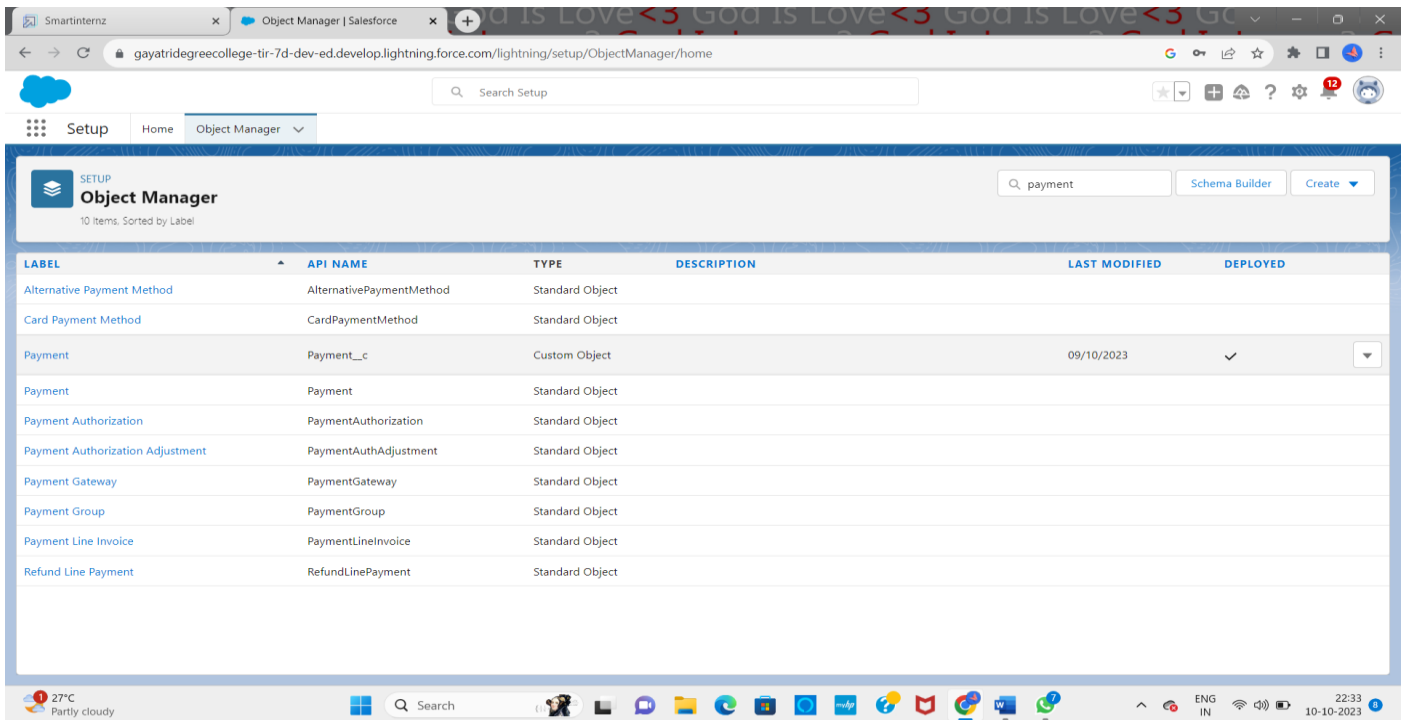 Smartinternz
Object Manager | Salesforce
God Is Love<3 God Is Love<3
gayatridegreecollege-tir-7d-dev-ed.develop.lightning.force.com/lightning/setup/ObjectManager/home
Search Setup
12
Setup Home Object Manager
SETUP
Object Manager
10 Items, Sorted by Label
payment
Schema Builder
Create
LABEL API NAME TYPE DESCRIPTION LAST MODIFIED DEPLOYED
Alternative Payment Method AlternativePaymentMethod Standard Object
Card Payment Method CardPaymentMethod Standard Object
Payment Payment__c Custom Object 09/10/2023
Payment Payment Standard Object
Payment Authorization PaymentAuthorization Standard Object
Payment Authorization Adjustment PaymentAuthAdjustment Standard Object
Payment Gateway PaymentGateway Standard Object
Payment Group PaymentGroup Standard Object
Payment Line Invoice PaymentLineInvoice Standard Object
Refund Line Payment RefundLinePayment Standard Object
1
27°C
Partly cloudy
Search
myhp
W
7
ENG
IN
22:33
10-10-2023
8